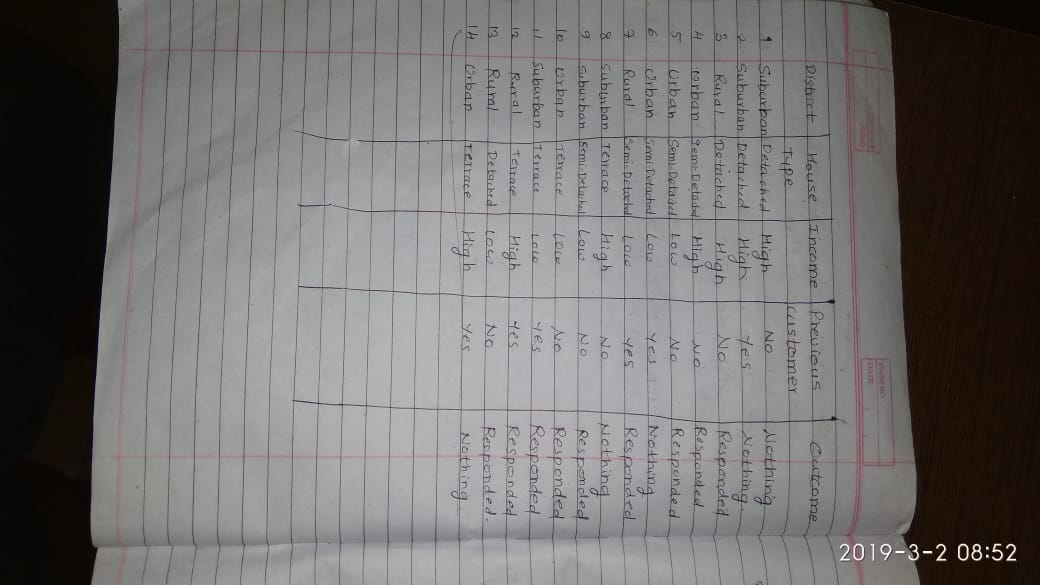 District House Type Income Previous customer Outcome
1 Suburban Detached High No Nothing
2 Suburban Detached High Yes Nothing.
3 Rural Detached High No Responded
4 Urban Semi-Detached High No Responded
5 Urban Semi-Detached Low No Responded
6 Urban Semi-Detached Low Yes Nothing
7 Rural Semi-Detached Low Yes Responded
8 Suburban Terrace High No Nothing
9 Suburban Semi-Detached Low No Responded
10 Urban Terrace Low No Responded
11 Suburban Terrace Low Yes Responded
12 Rural Terrace High Yes Responded
13 Rural Detached Low No Responded.
14 Urban Terrace High Yes Nothing.
PAGE NO
DATE
2019-3-2 08:52